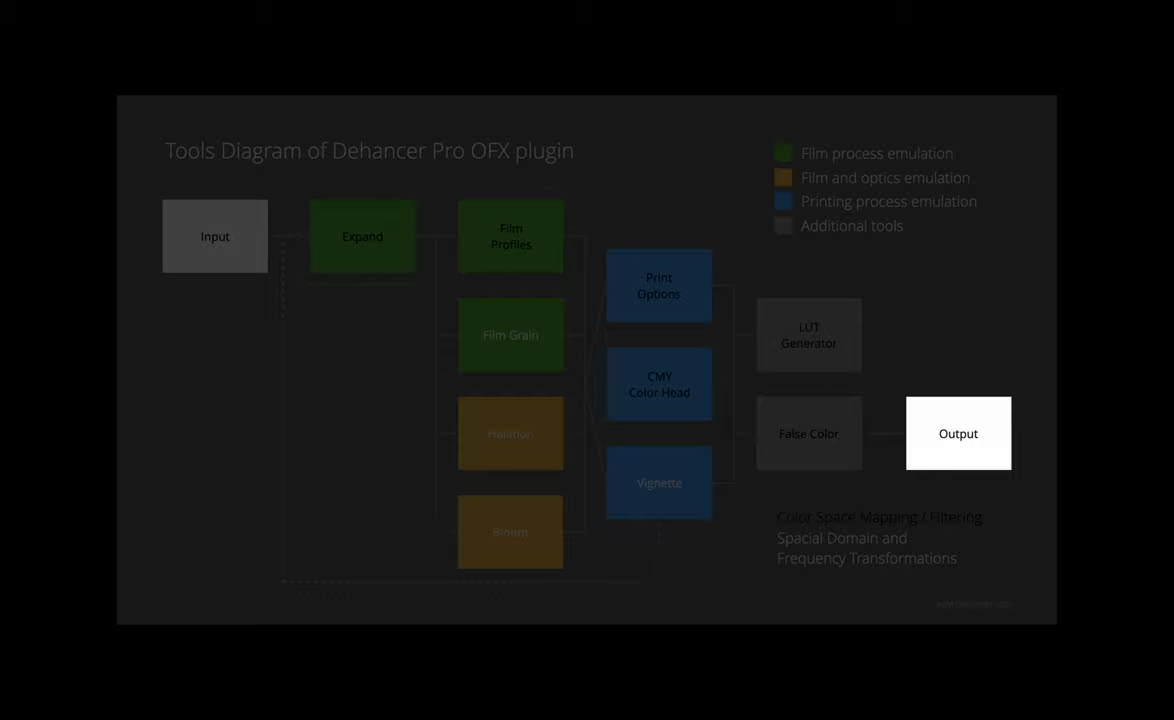 Tools Diagram of Dehancer Pro OFX plugin
Film process emulation
Film and optics emulation
Printing process emulation
Additional tools
Input
Expand
Film
Profiles
Film Grain
Halation
Bloom
Print
Options
CMY
Color Head
Vignette
LUT
Generator
False Color
Output
Color Space Mapping / Filtering
Spacial Domain and
Frequency Transformations